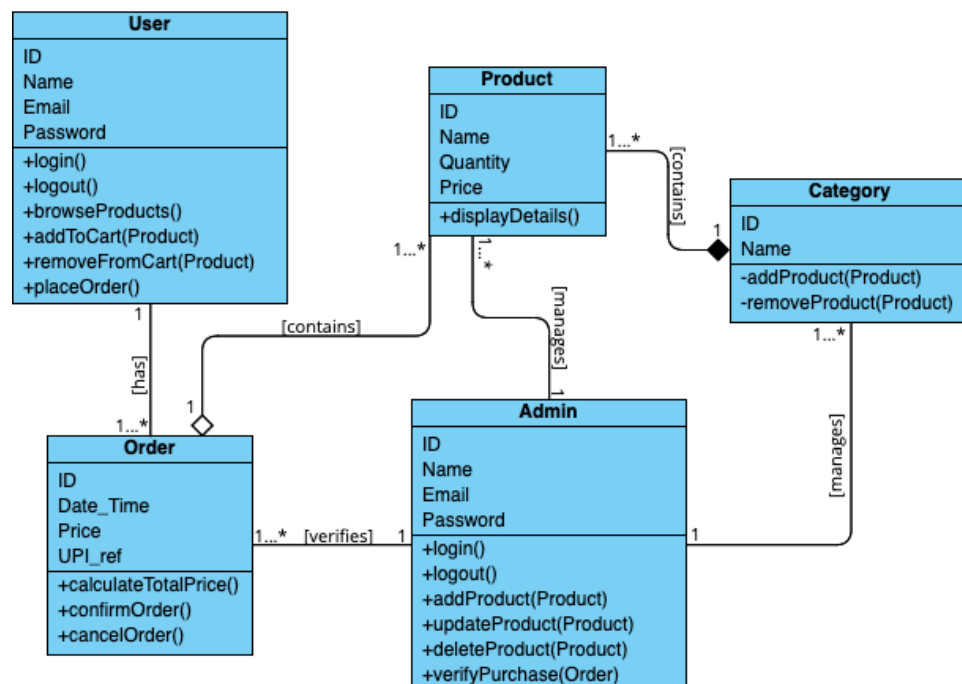 User
ID
Name
Email
Password
+login()
+logout()
+browseProducts()
+addToCart(Product)
+removeFromCart(Product)
+placeOrder()
1
[has]
1...*
Product
ID
Name
Quantity
Price
+displayDetails()
1...*
[contains]
1
1...*
[contains]
1
1...*
[manages]
1
Category
ID
Name
-addProduct(Product)
-removeProduct(Product)
1...*
[manages]
1
Order
ID
Date_Time
Price
UPI_ref
+calculateTotalPrice()
+confirmOrder()
+cancelOrder()
1...* [verifies] 1
Admin
ID
Name
Email
Password
+login()
+logout()
+addProduct(Product)
+updateProduct(Product)
+deleteProduct(Product)
+verifyPurchase(Order)